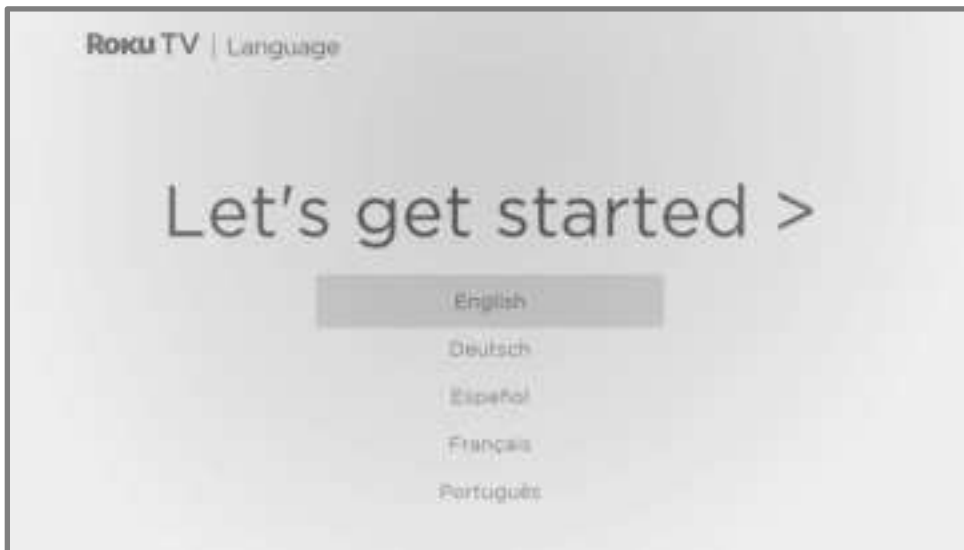 Roku TV | Language
Let's get started >
English
Deutsch
Español
Français
Português